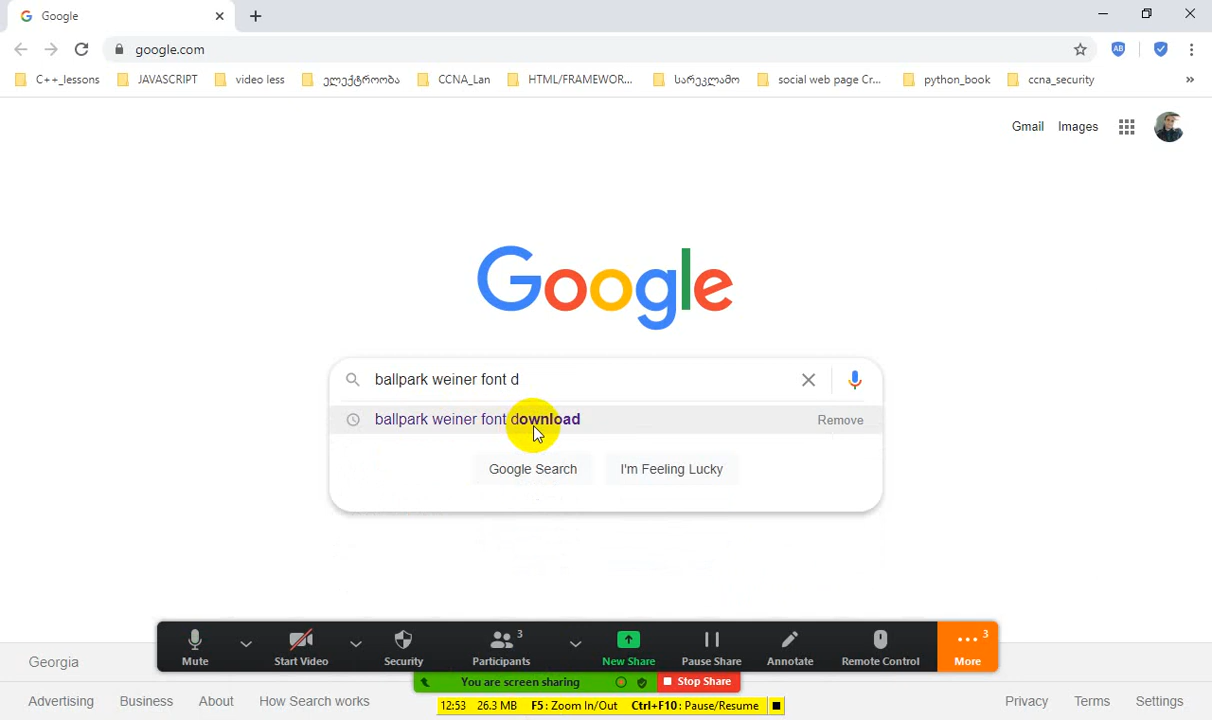 Google
google.com
C++_lessons JAVASCRIPT video less ელექტრობა CCNA_Lan HTML/FRAMEWOR... სარეკლამო social web page Cr... python_book ccna_security »
Gmail Images
Google
ballpark weiner font d
ballpark weiner font download Remove
Google Search I'm Feeling Lucky
Mute Start Video Security Participants 3 New Share Pause Share Annotate Remote Control More 3
Georgia
You are screen sharing Stop Share
Advertising Business About How Search works Privacy Terms Settings
12:53 26.3 MB F5: Zoom In/Out Ctrl+F10: Pause/Resume